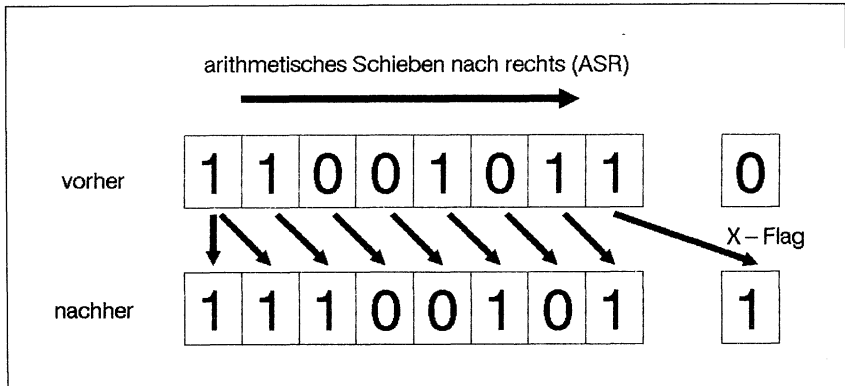 arithmetisches Schieben nach rechts (ASR)
vorher 1 1 0 0 1 0 1 1 0
X – Flag
nachher 1 1 1 0 0 1 0 1 1